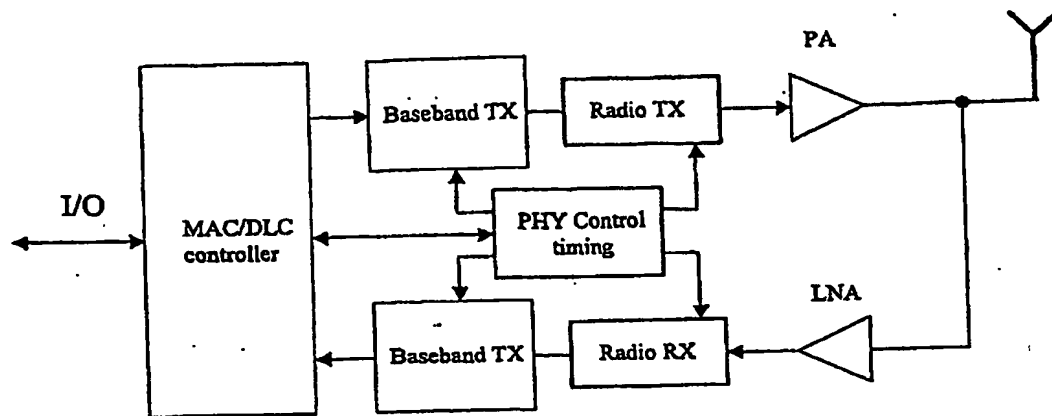 PA
Baseband TX
Radio TX
I/O
MAC/DLC
controller
PHY Control
timing
LNA
Baseband TX
Radio RX